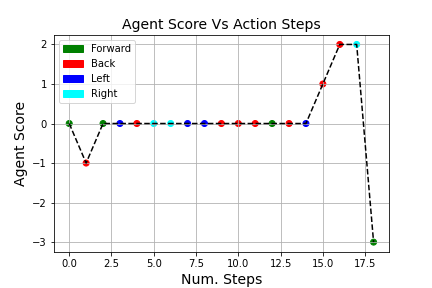 Agent Score Vs Action Steps
2
1
0
−1
−2
−3
Agent Score
Forward
Back
Left
Right
0.0 2.5 5.0 7.5 10.0 12.5 15.0 17.5
Num. Steps